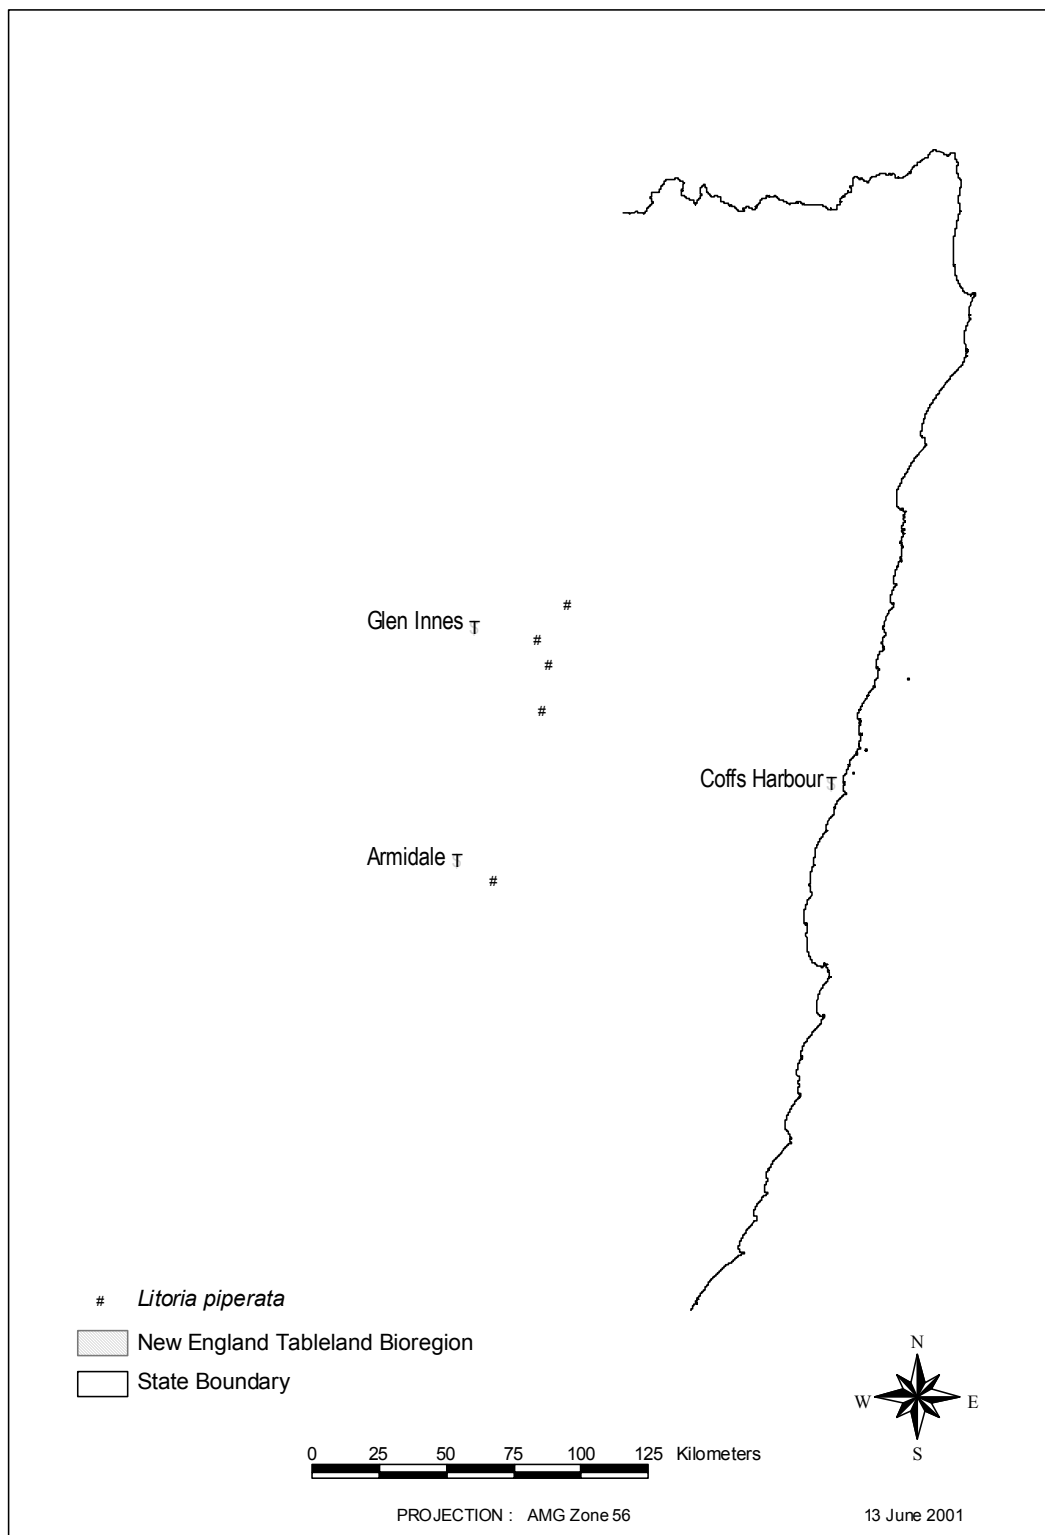 Glen Innes
Coffs Harbour
Armidale
# Litoria piperata
New England Tableland Bioregion
State Boundary
N
W E
S
0 25 50 75 100 125 Kilometers
PROJECTION : AMG Zone 56 13 June 2001